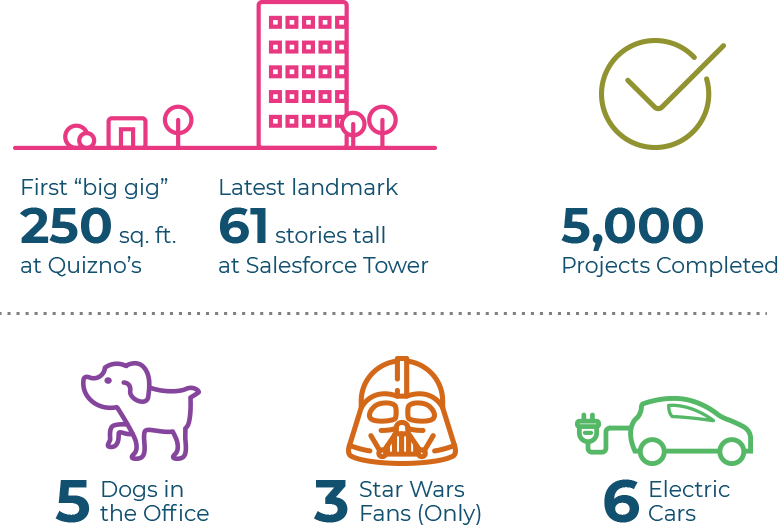 First “big gig”
250 sq. ft.
at Quizno’s
Latest landmark
61 stories tall
at Salesforce Tower
5,000
Projects Completed
5 Dogs in
the Office
3 Star Wars
Fans (Only)
6 Electric
Cars